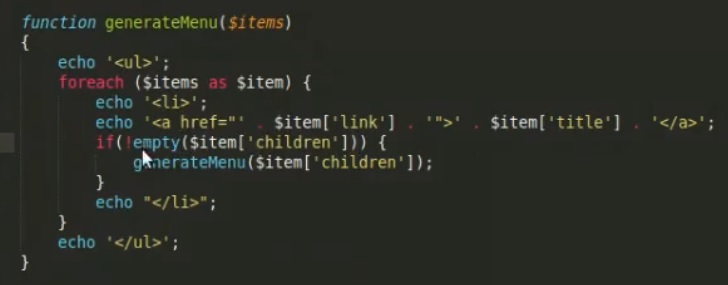 function generateMenu($items)
{
    echo '<ul>';
    foreach ($items as $item) {
        echo '<li>';
        echo '<a href="' . $item['link'] . '">' . $item['title'] . '</a>';
        if(!empty($item['children'])) {
            generateMenu($item['children']);
        }
        echo "</li>";
    }
    echo '</ul>';
}